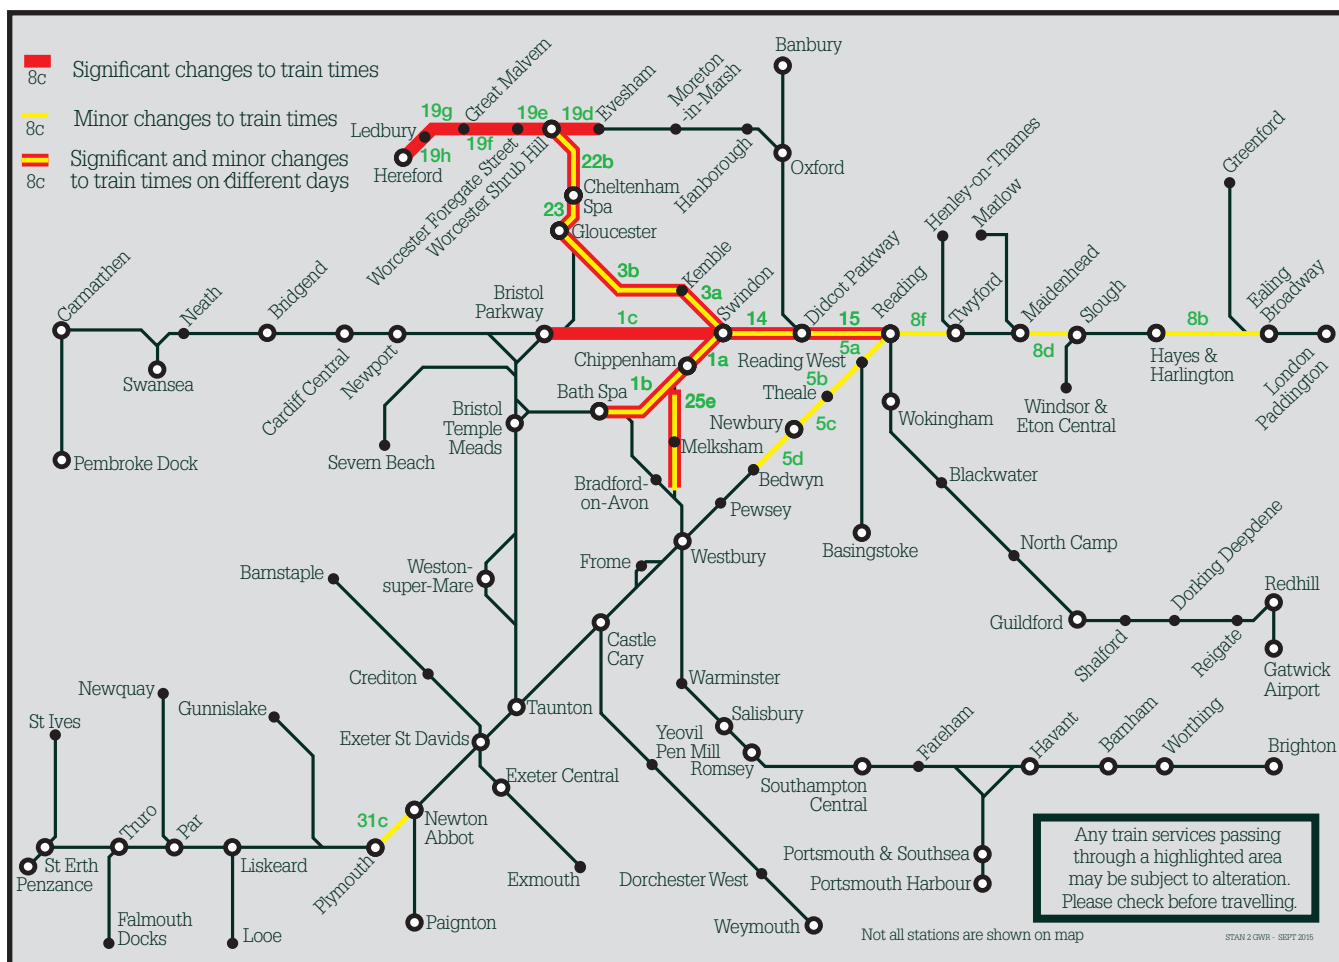 8c
Significant changes to train times
8c
Minor changes to train times
8c
Significant and minor changes
to train times on different days
Banbury
Great Malvern
Evesham
Moreton
-in-Marsh
19g
19e
19d
Ledbury
19f
19h
Hereford
Worcester Foregate Street
Worcester Shrub Hill
22b
Hanborough
Oxford
Henley-on-Thames
Marlow
Greenford
Cheltenham
Spa
23
Gloucester
3b
Kemble
3a
Swindon
Didcot Parkway
Reading
Twyford
Maidenhead
Slough
Ealing
Broadway
Carmarthen
Neath
Bridgend
Bristol
Parkway
1c
14
15
8f
8d
8b
Swansea
Cardiff Central
Newport
Chippenham
1a
Reading West
5a
Hayes &
Harlington
London
Paddington
1b
Bath Spa
25e
5b
Theale
5c
Newbury
Wokingham
Windsor &
Eton Central
Bristol
Temple
Meads
Severn Beach
Pembroke Dock
Melksham
5d
Bedwyn
Bradford-
on-Avon
Pewsey
Blackwater
Westbury
Basingstoke
North Camp
Weston-
super-Mare
Frome
Barnstaple
Dorking Deepdene
Redhill
Castle
Cary
Guildford
Shalford
Reigate
Gatwick
Airport
Crediton
Warminster
Newquay
Gunnislake
St Ives
Taunton
Salisbury
Exeter St Davids
Yeovil
Pen Mill
Romsey
Southampton
Central
Fareham
Havant
Barnham
Worthing
Brighton
Exeter Central
31c
Newton
Abbot
Truro
Par
St Erth
Penzance
Liskeard
Plymouth
Exmouth
Dorchester West
Portsmouth & Southsea
Portsmouth Harbour
Falmouth
Docks
Looe
Paignton
Weymouth
Any train services passing
through a highlighted area
may be subject to alteration.
Please check before travelling.
Not all stations are shown on map
STAN 2 GWR - SEPT 2015